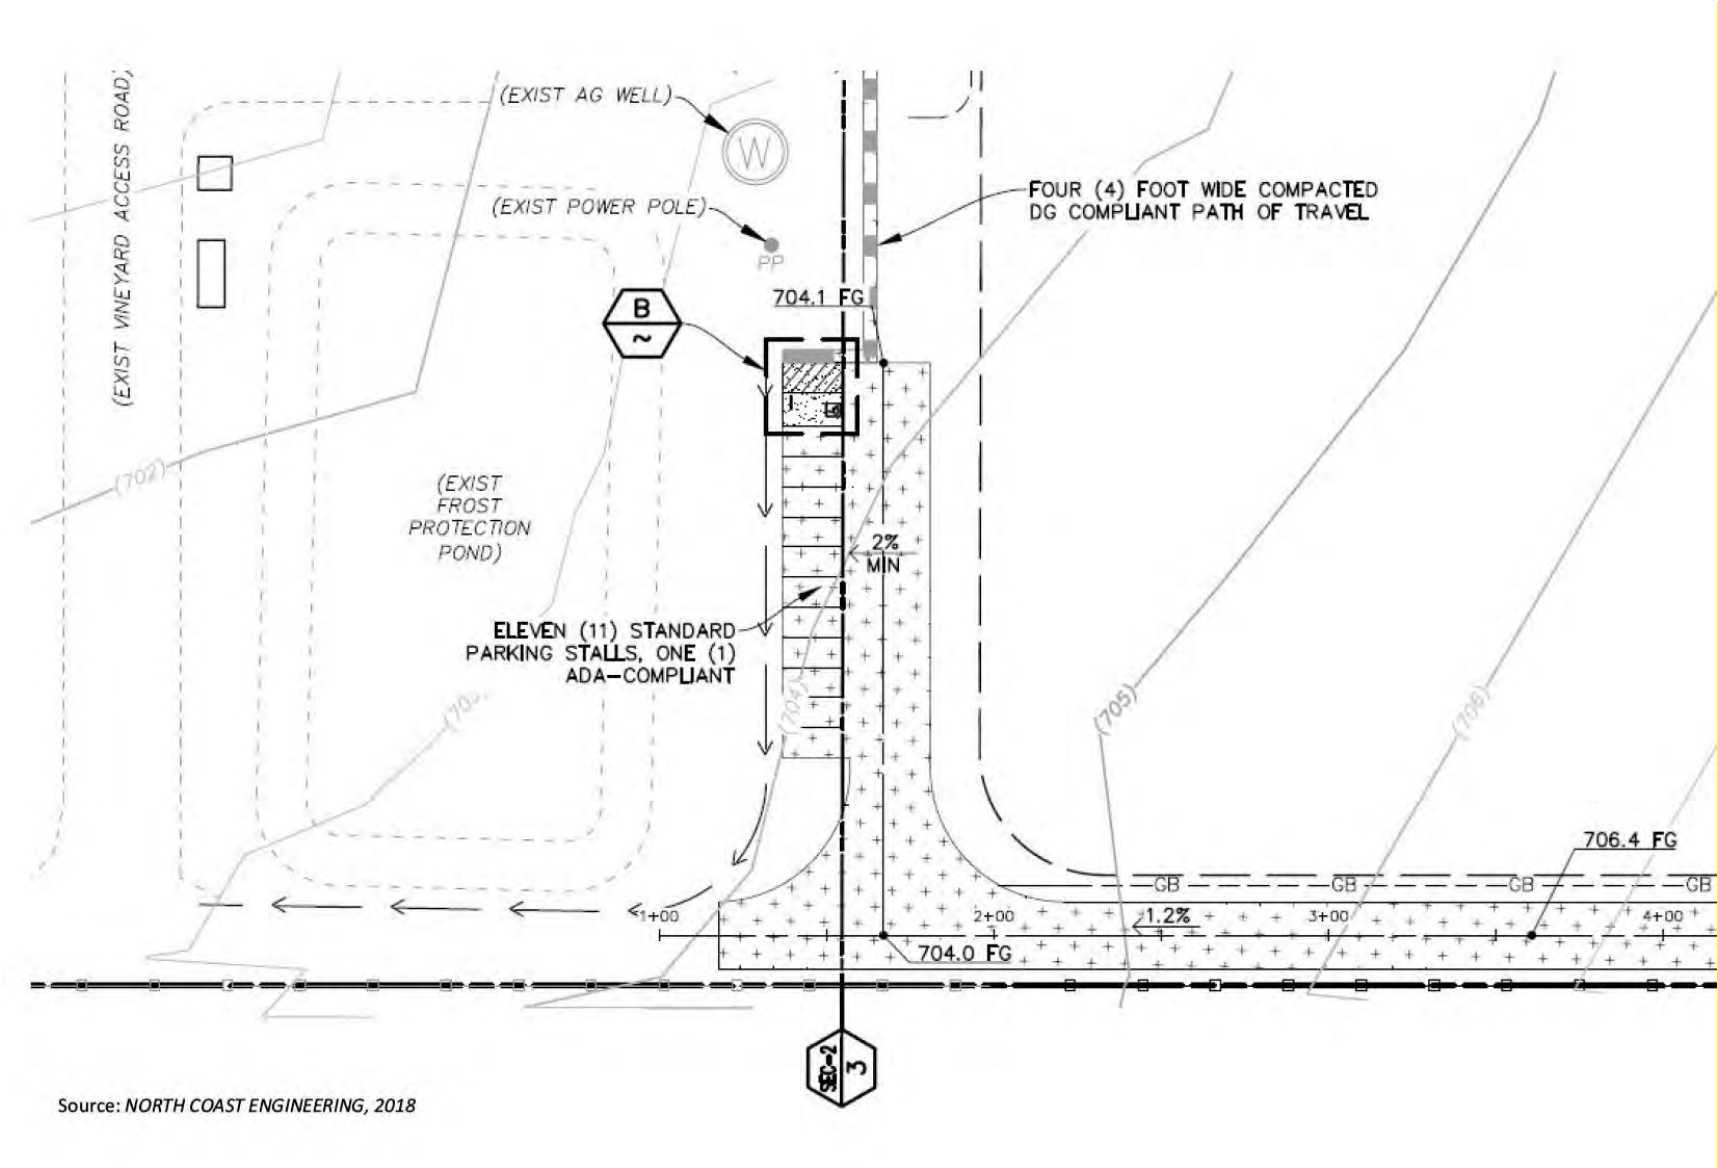 (EXIST VINEYARD ACCESS ROAD)
(EXIST AG WELL)
W
(EXIST POWER POLE)
PP
FOUR (4) FOOT WIDE COMPACTED
DG COMPLIANT PATH OF TRAVEL
704.1 FG
B
~
(702)
(EXIST
FROST
PROTECTION
POND)
2%
MIN
ELEVEN (11) STANDARD
PARKING STALLS, ONE (1)
ADA-COMPLIANT
(704)
(705)
(706)
706.4 FG
GB
GB
GB
GB
1+00
2+00
1.2%
3+00
4+00
704.0 FG
SEC-2
3
Source: NORTH COAST ENGINEERING, 2018